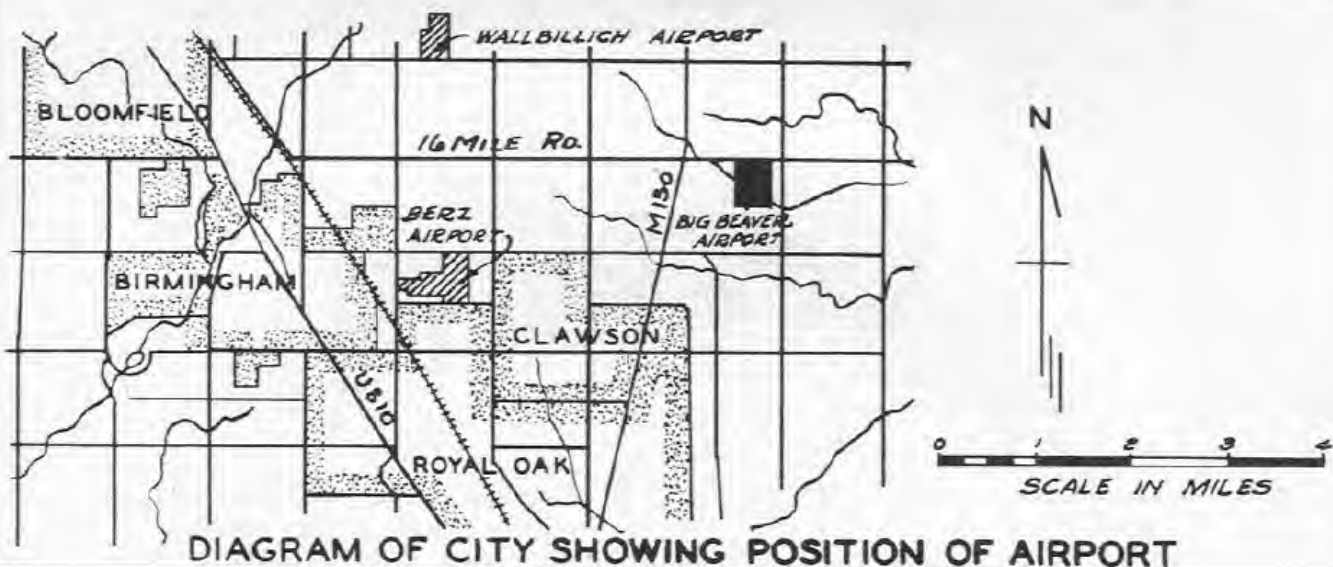 WALLBILLIGH AIRPORT
BLOOMFIELD
16 MILE RD.
N
BERZ
AIRPORT
M150
BIG BEAVER
AIRPORT
BIRMINGHAM
CLAWSON
US10
ROYAL OAK
0 1 2 3 4
SCALE IN MILES
DIAGRAM OF CITY SHOWING POSITION OF AIRPORT